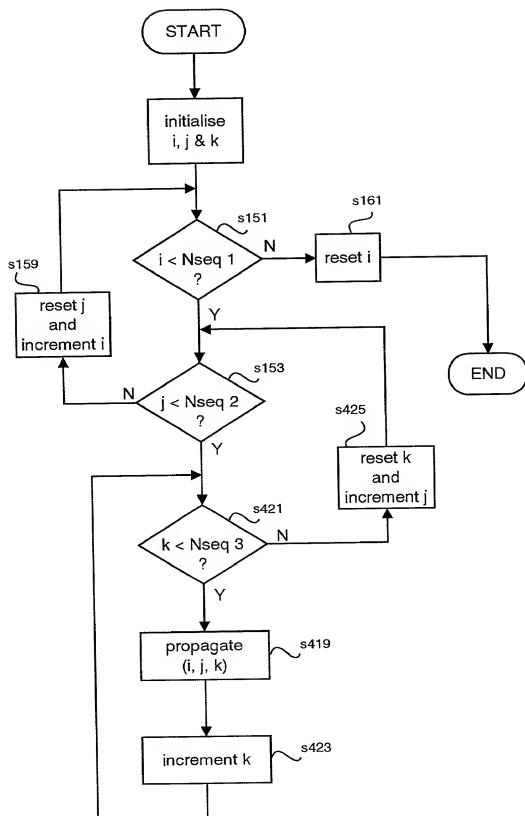 START
initialise
i, j & k
s151
s161
i < Nseq 1
?
N
reset i
s159
reset j
and
increment i
Y
END
s153
N
j < Nseq 2
?
s425
reset k
and
increment j
Y
s421
k < Nseq 3
?
N
Y
propagate
(i, j, k)
s419
increment k
s423